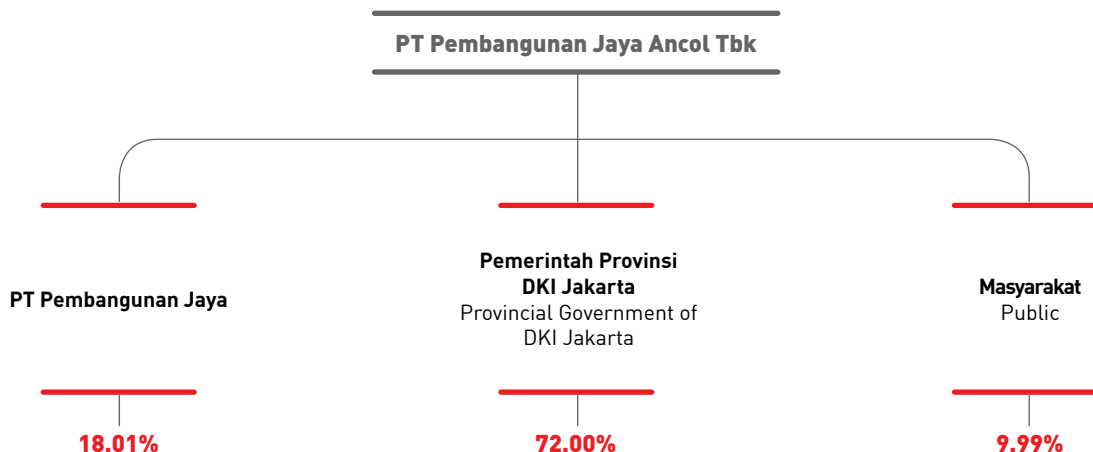 PT Pembangunan Jaya Ancol Tbk
PT Pembangunan Jaya
Pemerintah Provinsi
DKI Jakarta
Provincial Government of
DKI Jakarta
Masyarakat
Public
18.01%
72.00%
9.99%